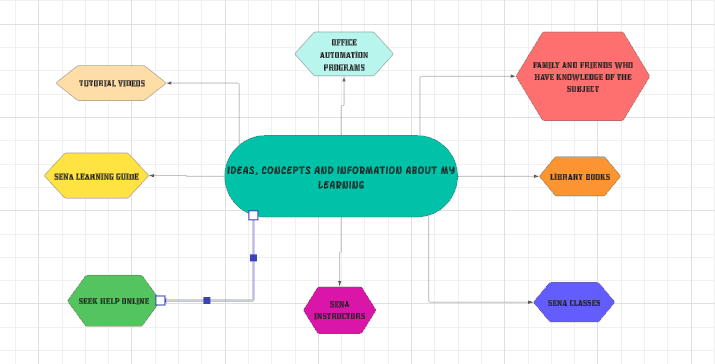 OFFICE
AUTOMATION
PROGRAMS
FAMILY AND FRIENDS WHO
HAVE KNOWLEDGE OF THE
SUBJECT
TUTORIAL VIDEOS
IDEAS, CONCEPTS AND INFORMATION ABOUT MY
LEARNING
SENA LEARNING GUIDE
LIBRARY BOOKS
SEEK HELP ONLINE
SENA
INSTRUCTORS
SENA CLASSES